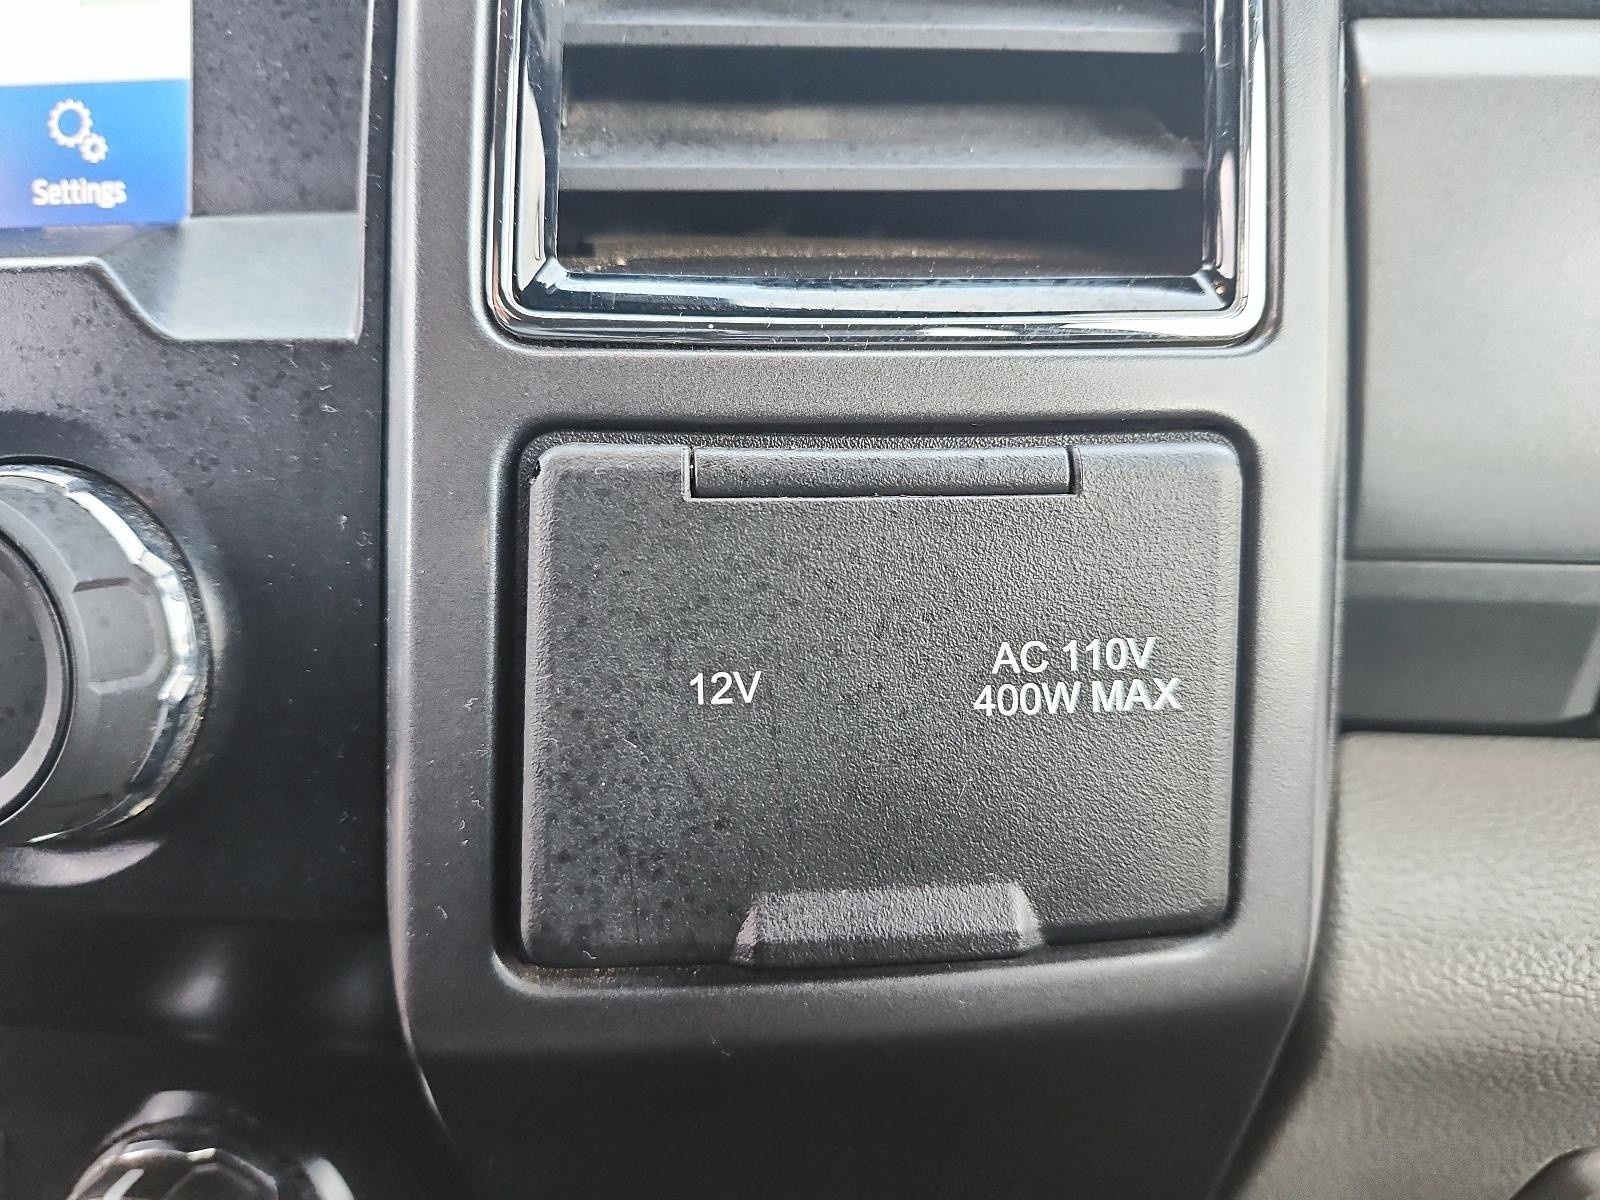 Settings
12V
AC 110V
400W MAX